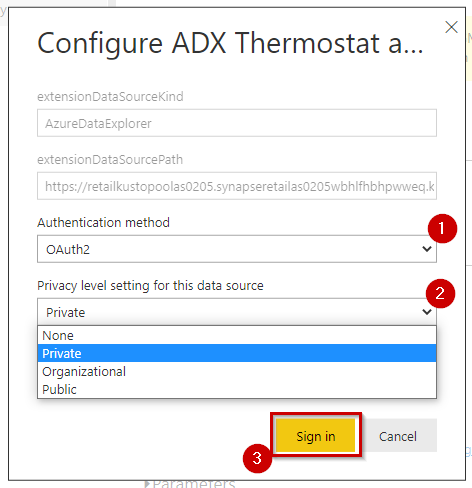 Configure ADX Thermostat a...
extensionDataSourceKind
AzureDataExplorer
extensionDataSourcePath
https://retailkustopoolas0205.synapseretailas0205wbhlfhbhpwweq.k
Authentication method
1
OAuth2
Privacy level setting for this data source
2
Private
None
Private
Organizational
Public
Sign in
Cancel
3
Parameters